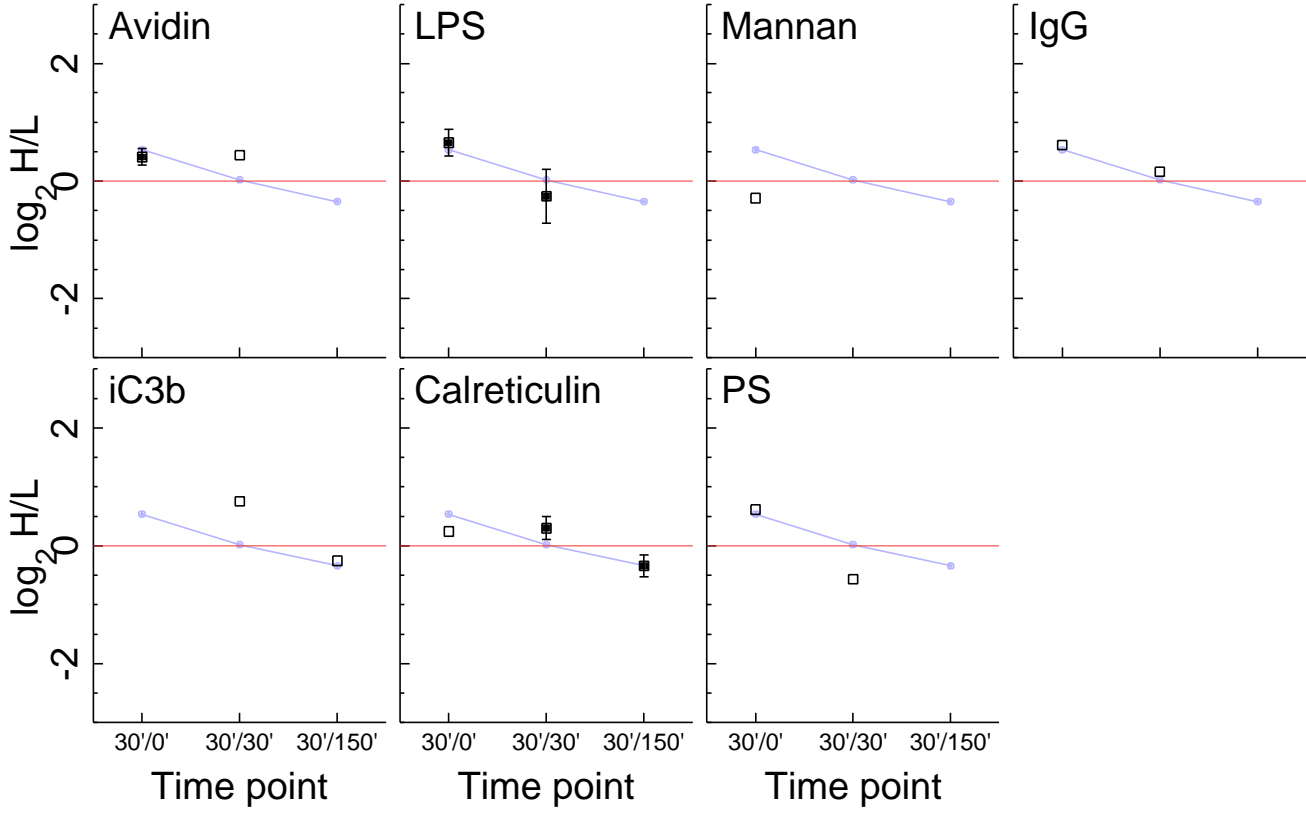 Avidin LPS Mannan IgG
2
0
-2
log2 H/L
iC3b Calreticulin PS
2
0
-2
log2 H/L
30'/0' 30'/30' 30'/150' 30'/0' 30'/30' 30'/150' 30'/0' 30'/30' 30'/150'
Time point Time point Time point